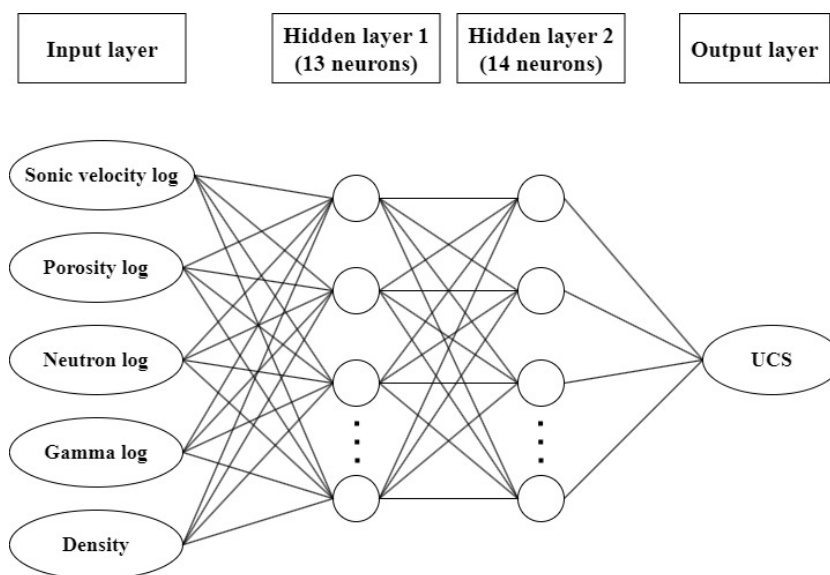 Input layer
Hidden layer 1
(13 neurons)
Hidden layer 2
(14 neurons)
Output layer
Sonic velocity log
Porosity log
Neutron log
Gamma log
Density
UCS